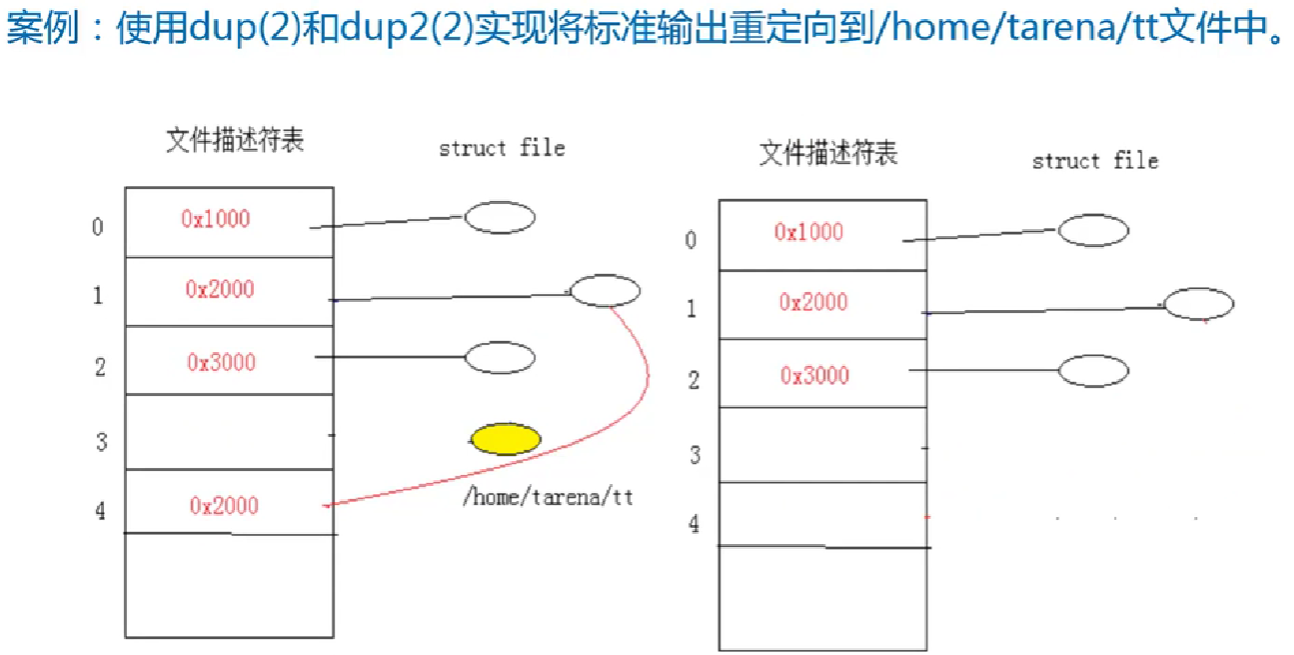 案例：使用dup(2)和dup2(2)实现将标准输出重定向到/home/tarena/tt文件中。
文件描述符表 struct file
0 0x1000
1 0x2000
2 0x3000
3
/home/tarena/tt
4 0x2000
文件描述符表 struct file
0 0x1000
1 0x2000
2 0x3000
3
4